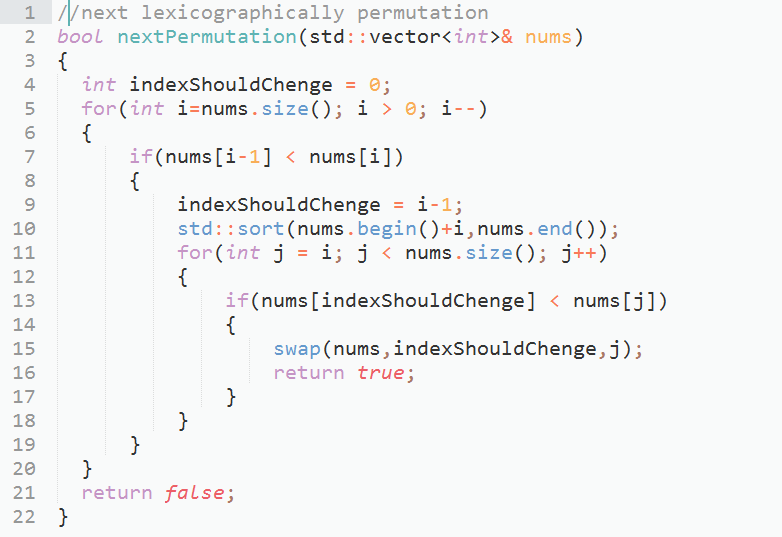 1 //next lexicographically permutation
2 bool nextPermutation(std::vector<int>& nums)
3 {
4   int indexShouldChenge = 0;
5   for(int i=nums.size(); i > 0; i--)
6   {
7       if(nums[i-1] < nums[i])
8       {
9           indexShouldChenge = i-1;
10           std::sort(nums.begin()+i,nums.end());
11           for(int j = i; j < nums.size(); j++)
12           {
13               if(nums[indexShouldChenge] < nums[j])
14               {
15                   swap(nums,indexShouldChenge,j);
16                   return true;
17               }
18           }
19       }
20   }
21   return false;
22 }